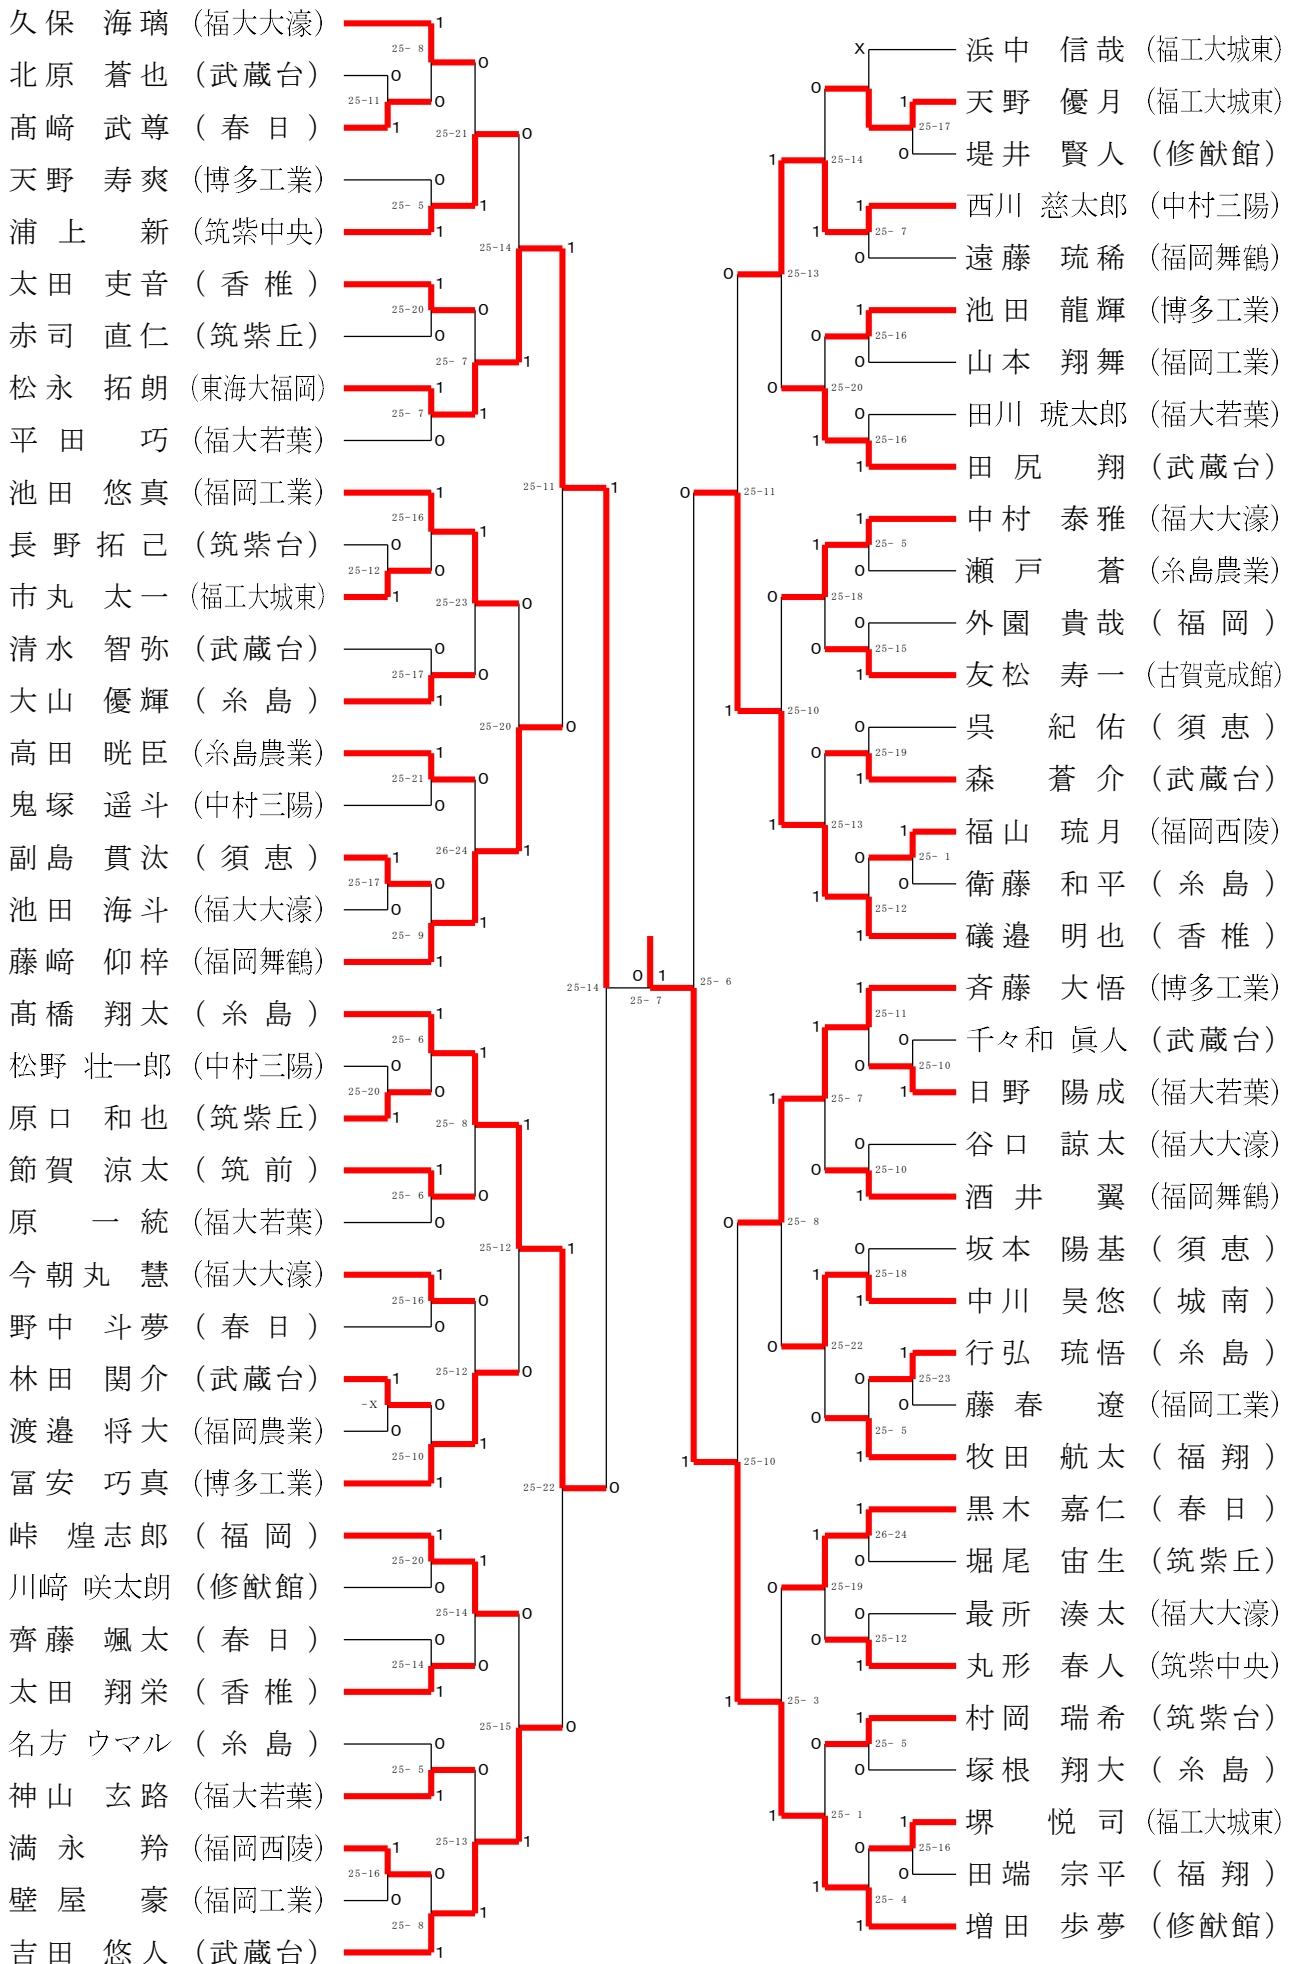 久保 海璃 (福大大濠)
北原 蒼也 (武蔵台)
髙﨑 武尊 (春日)
天野 寿爽 (博多工業)
浦上 新 (筑紫中央)
太田 吏音 (香椎)
赤司 直仁 (筑紫丘)
松永 拓朗 (東海大福岡)
平田 巧 (福大若葉)
池田 悠真 (福岡工業)
長野 拓己 (筑紫台)
市丸 太一 (福工大城東)
清水 智弥 (武蔵台)
大山 優輝 (糸島)
高田 晄臣 (糸島農業)
鬼塚 遥斗 (中村三陽)
副島 貫汰 (須恵)
池田 海斗 (福大大濠)
藤﨑 仰梓 (福岡舞鶴)
髙橋 翔太 (糸島)
松野 壮一郎 (中村三陽)
原口 和也 (筑紫丘)
節賀 涼太 (筑前)
原 一統 (福大若葉)
今朝丸 慧 (福大大濠)
野中 斗夢 (春日)
林田 関介 (武蔵台)
渡邉 将大 (福岡農業)
冨安 巧真 (博多工業)
峠 煌志郎 (福岡)
川﨑 咲太朗 (修猷館)
齊藤 颯太 (春日)
太田 翔栄 (香椎)
名方 ウマル (糸島)
神山 玄路 (福大若葉)
満永 羚 (福岡西陵)
壁屋 豪 (福岡工業)
吉田 悠人 (武蔵台)
浜中 信哉 (福工大城東)
天野 優月 (福工大城東)
堤井 賢人 (修猷館)
西川 慈太郎 (中村三陽)
遠藤 琉稀 (福岡舞鶴)
池田 龍輝 (博多工業)
山本 翔舞 (福岡工業)
田川 琥太郎 (福大若葉)
田尻 翔 (武蔵台)
中村 泰雅 (福大大濠)
瀬戸 蒼 (糸島農業)
外園 貴哉 (福岡)
友松 寿一 (古賀竟成館)
呉 紀佑 (須恵)
森 蒼介 (武蔵台)
福山 琉月 (福岡西陵)
衛藤 和平 (糸島)
礒邉 明也 (香椎)
斉藤 大悟 (博多工業)
千々和 眞人 (武蔵台)
日野 陽成 (福大若葉)
谷口 諒太 (福大大濠)
酒井 翼 (福岡舞鶴)
坂本 陽基 (須恵)
中川 昊悠 (城南)
行弘 琉悟 (糸島)
藤春 遼 (福岡工業)
牧田 航太 (福翔)
黒木 嘉仁 (春日)
堀尾 宙生 (筑紫丘)
最所 湊太 (福大大濠)
丸形 春人 (筑紫中央)
村岡 瑞希 (筑紫台)
塚根 翔大 (糸島)
堺 悦司 (福工大城東)
田端 宗平 (福翔)
増田 歩夢 (修猷館)